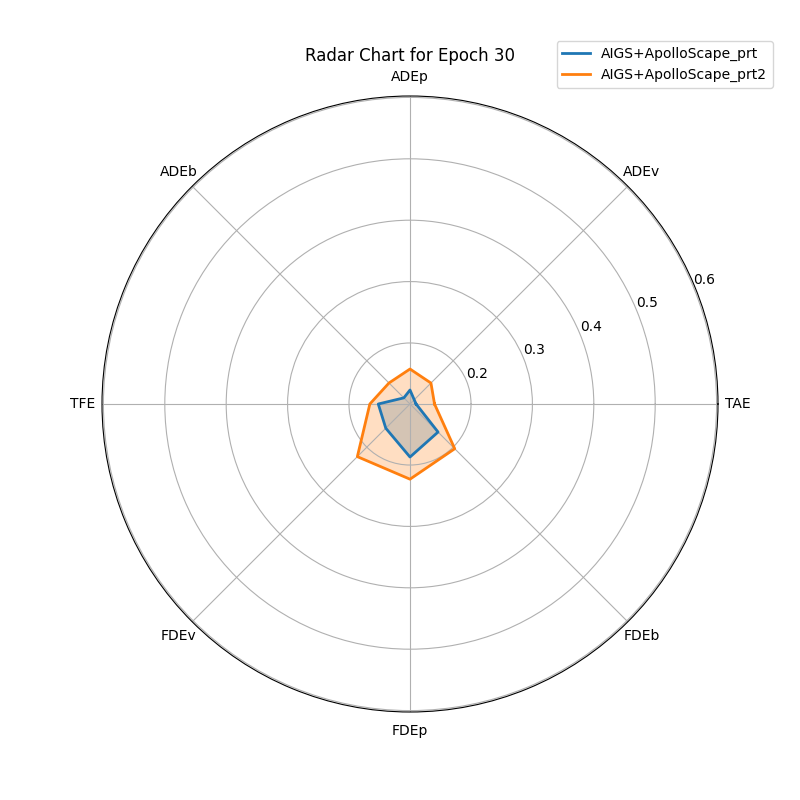 Radar Chart for Epoch 30
AIGS+ApolloScape_prt
AIGS+ApolloScape_prt2
ADEp
ADEb
ADEv
0.6
0.5
0.4
0.3
0.2
TFE
TAE
FDEv
FDEb
FDEp